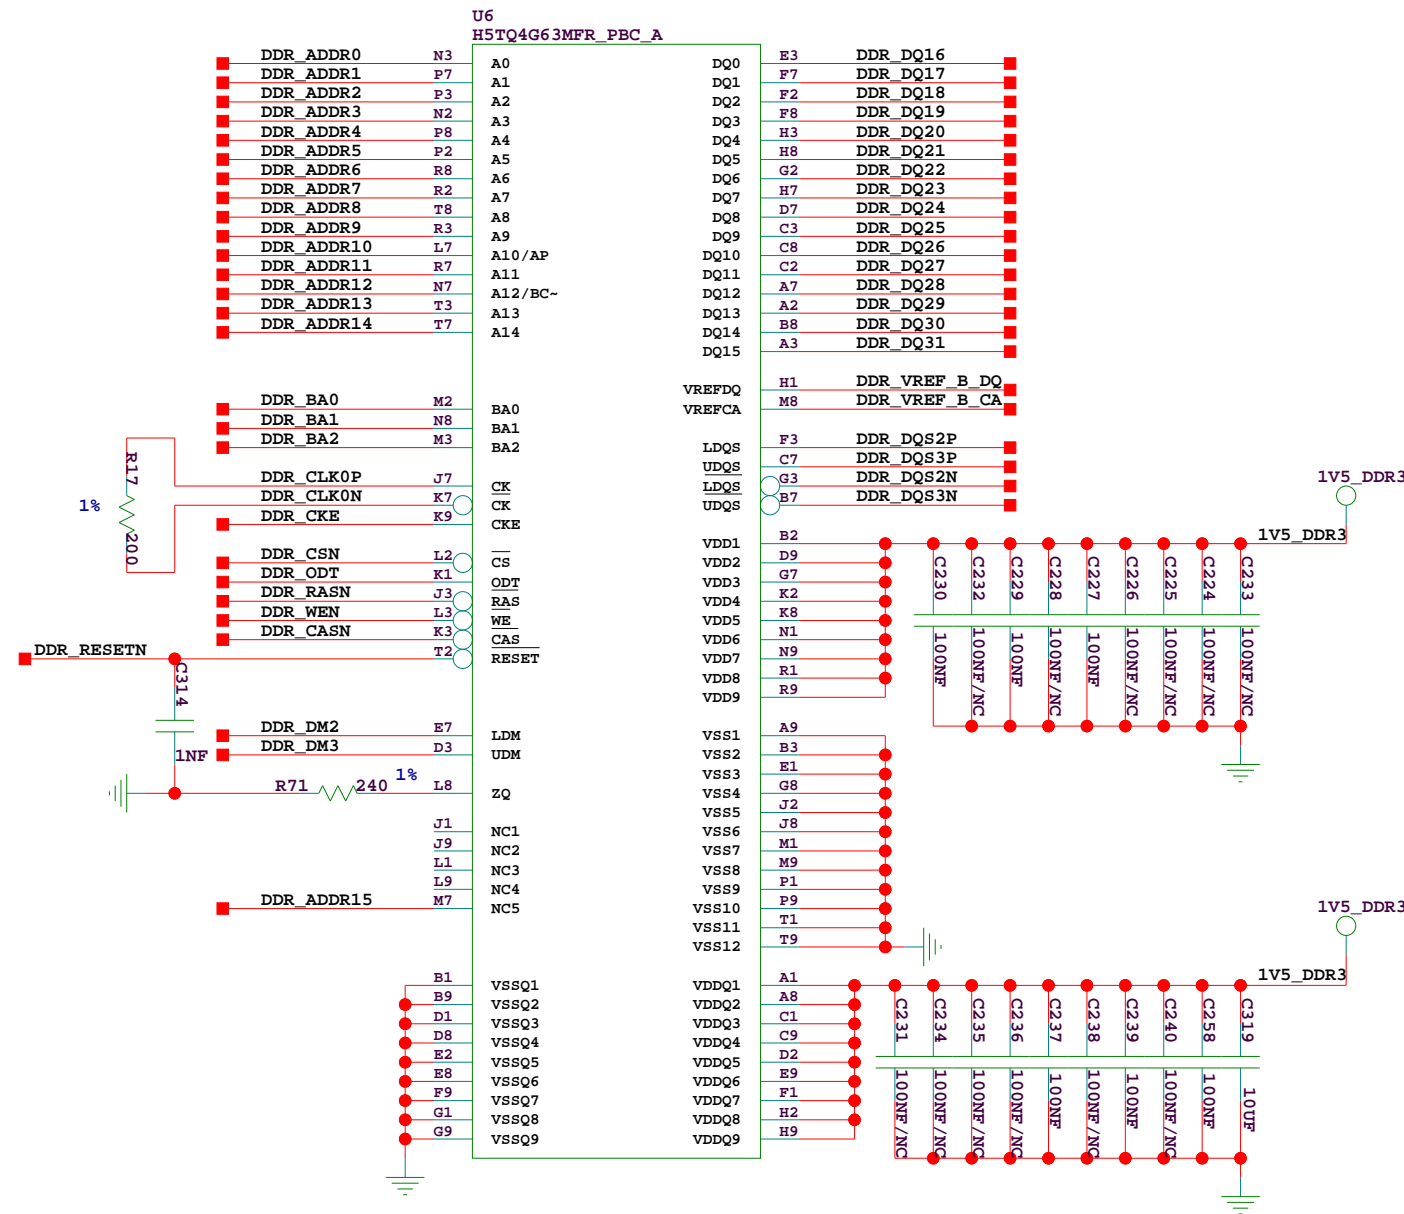 U6
H5TQ4G63MFR_PBC_A
DDR_ADDR0 N3 A0 DQ0 E3 DDR_DQ16
DDR_ADDR1 P7 A1 DQ1 F7 DDR_DQ17
DDR_ADDR2 P3 A2 DQ2 F2 DDR_DQ18
DDR_ADDR3 N2 A3 DQ3 F8 DDR_DQ19
DDR_ADDR4 P8 A4 DQ4 H3 DDR_DQ20
DDR_ADDR5 P2 A5 DQ5 H8 DDR_DQ21
DDR_ADDR6 R8 A6 DQ6 G2 DDR_DQ22
DDR_ADDR7 R2 A7 DQ7 H7 DDR_DQ23
DDR_ADDR8 T8 A8 DQ8 D7 DDR_DQ24
DDR_ADDR9 R3 A9 DQ9 C3 DDR_DQ25
DDR_ADDR10 L7 A10/AP DQ10 C8 DDR_DQ26
DDR_ADDR11 R7 A11 DQ11 C2 DDR_DQ27
DDR_ADDR12 N7 A12/BC~ DQ12 A7 DDR_DQ28
DDR_ADDR13 T3 A13 DQ13 A2 DDR_DQ29
DDR_ADDR14 T7 A14 DQ14 B8 DDR_DQ30
DQ15 A3 DDR_DQ31
VREFDQ H1 DDR_VREF_B_DQ
DDR_BA0 M2 BA0 VREFCA M8 DDR_VREF_B_CA
DDR_BA1 N8 BA1
DDR_BA2 M3 BA2 LDQS F3 DDR_DQS2P
UDQS C7 DDR_DQS3P
R17
1%
200
DDR_CLK0P J7 CK LDQS G3 DDR_DQS2N
DDR_CLK0N K7 CK UDQS B7 DDR_DQS3N
DDR_CKE K9 CKE
1V5_DDR3
1V5_DDR3
VDD1 B2
DDR_CSN L2 CS VDD2 D9
DDR_ODT K1 ODT VDD3 G7
DDR_RASN J3 RAS VDD4 K2
DDR_WEN L3 WE VDD5 K8
DDR_CASN K3 CAS VDD6 N1
DDR_RESETN T2 RESET VDD7 N9
VDD8 R1
VDD9 R9
C230 C232 C229 C228 C227 C226 C225 C224 C233
100NF 100NF/NC 100NF 100NF/NC 100NF 100NF/NC 100NF/NC 100NF/NC 100NF/NC
C314
1NF
DDR_DM2 E7 LDM VSS1 A9
DDR_DM3 D3 UDM VSS2 B3
VSS3 E1
R71 240 1% L8 ZQ VSS4 G8
VSS5 J2
J1 NC1 VSS6 J8
J9 NC2 VSS7 M1
L1 NC3 VSS8 M9
L9 NC4 VSS9 P1
DDR_ADDR15 M7 NC5 VSS10 P9
VSS11 T1
VSS12 T9
1V5_DDR3
1V5_DDR3
B1 VSSQ1 VDDQ1 A1
B9 VSSQ2 VDDQ2 A8
D1 VSSQ3 VDDQ3 C1
D8 VSSQ4 VDDQ4 C9
E2 VSSQ5 VDDQ5 D2
E8 VSSQ6 VDDQ6 E9
F9 VSSQ7 VDDQ7 F1
G1 VSSQ8 VDDQ8 H2
G9 VSSQ9 VDDQ9 H9
C231 C234 C235 C236 C237 C238 C239 C240 C258 C319
100NF/NC 100NF/NC 100NF/NC 100NF/NC 100NF 100NF/NC 100NF 100NF/NC 100NF 10UF